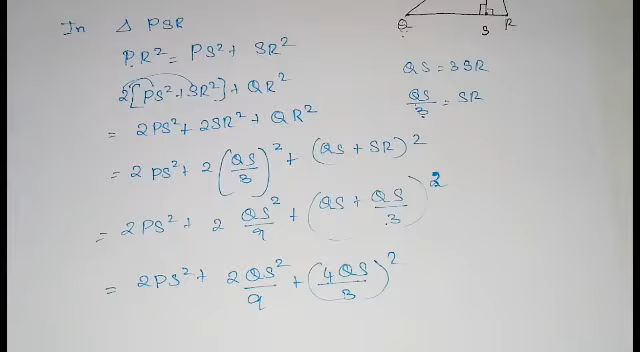 In Δ PSR
PR² = PS² + SR²
2[PS² + SR²] + QR²
= 2PS² + 2SR² + QR²
= 2PS² + 2(QS/3)² + (QS + SR)²
= 2PS² + 2 QS²/9 + (QS + QS/3)²
= 2PS² + 2QS²/9 + (4QS/3)²
Q S R
QS = 3SR
QS/3 = SR